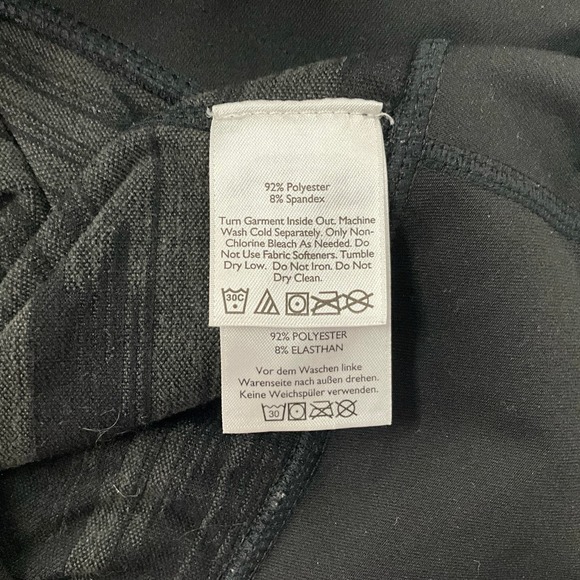 92% Polyester
8% Spandex
Turn Garment Inside Out. Machine
Wash Cold Separately. Only Non-
Chlorine Bleach As Needed. Do
Not Use Fabric Softeners. Tumble
Dry Low. Do Not Iron. Do Not
Dry Clean.
30C
92% POLYESTER
8% ELASTHAN
Vor dem Waschen linke
Warenseite nach außen drehen.
Keine Weichspüler verwenden.
30